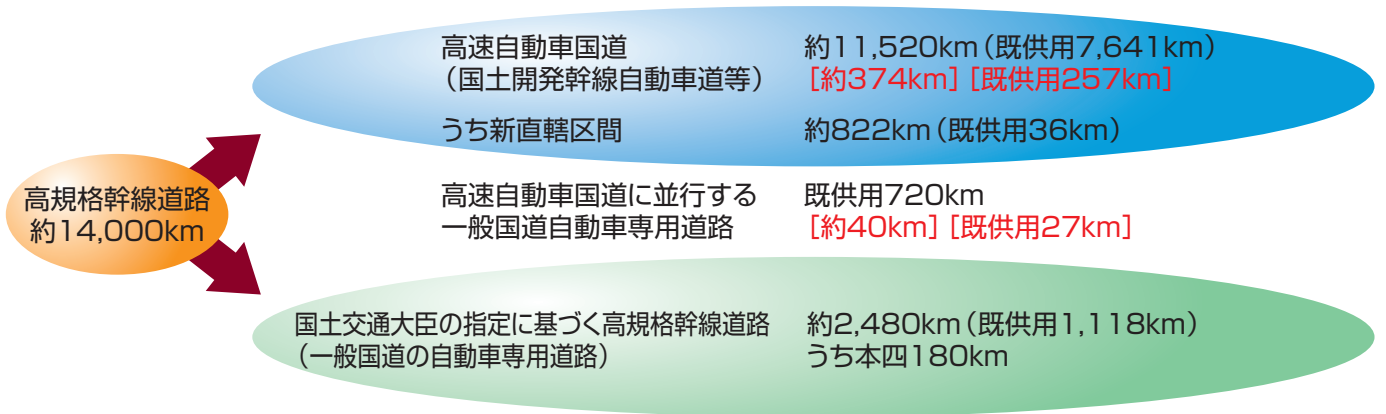 高速自動車国道 約11,520km(既供用7,641km)
(国土開発幹線自動車道等) [約374km] [既供用257km]
うち新直轄区間 約822km(既供用36km)
高規格幹線道路
約14,000km
高速自動車国道に並行する 既供用720km
一般国道自動車専用道路 [約40km] [既供用27km]
国土交通大臣の指定に基づく高規格幹線道路 約2,480km(既供用1,118km)
(一般国道の自動車専用道路) うち本四180km